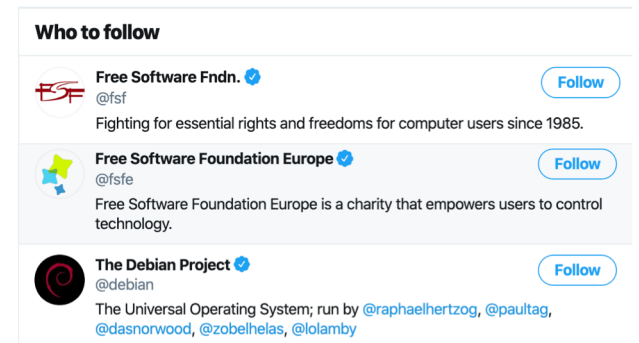 Who to follow
Free Software Fndn.
Follow
@fsf
Fighting for essential rights and freedoms for computer users since 1985.
Free Software Foundation Europe
Follow
@fsfe
Free Software Foundation Europe is a charity that empowers users to control
technology.
The Debian Project
Follow
@debian
The Universal Operating System; run by @raphaelhertzog, @paultag,
@dasnorwood, @zobelhelas, @lolamby